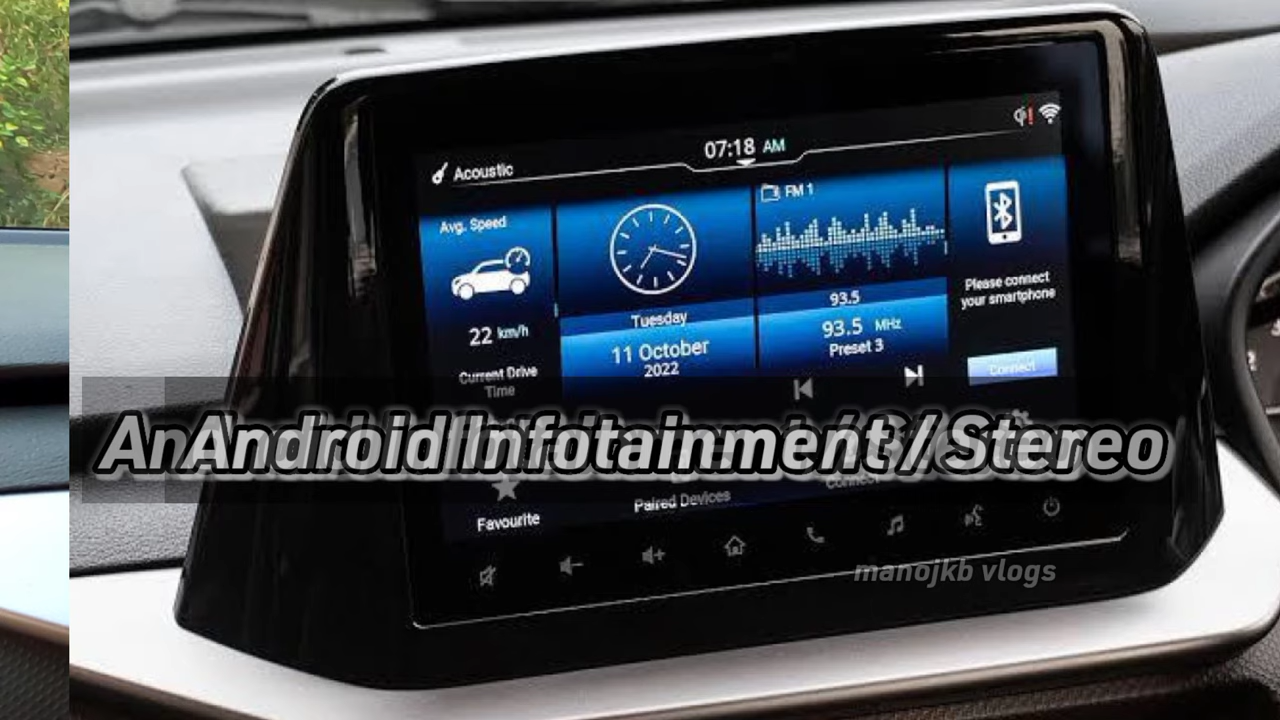 07:18 AM
Acoustic
Avg. Speed
22 km/h
Current Drive
Time
Tuesday
11 October
2022
FM 1
93.5
93.5 MHz
Preset 3
Please connect
your smartphone
Connect
Android Infotainment / Stereo
Favourite
Paired Devices
manojkb vlogs